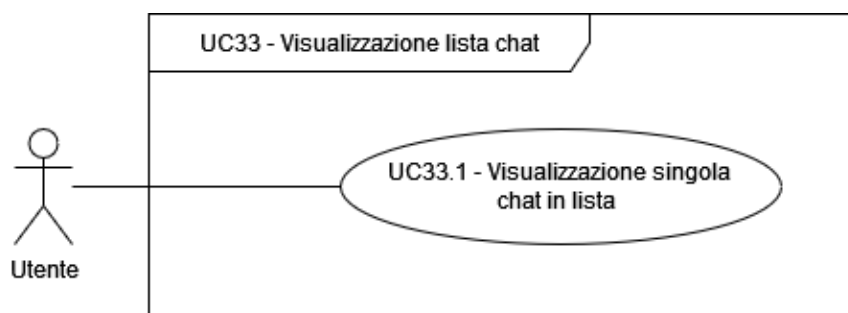 UC33 - Visualizzazione lista chat
UC33.1 - Visualizzazione singola
chat in lista
Utente